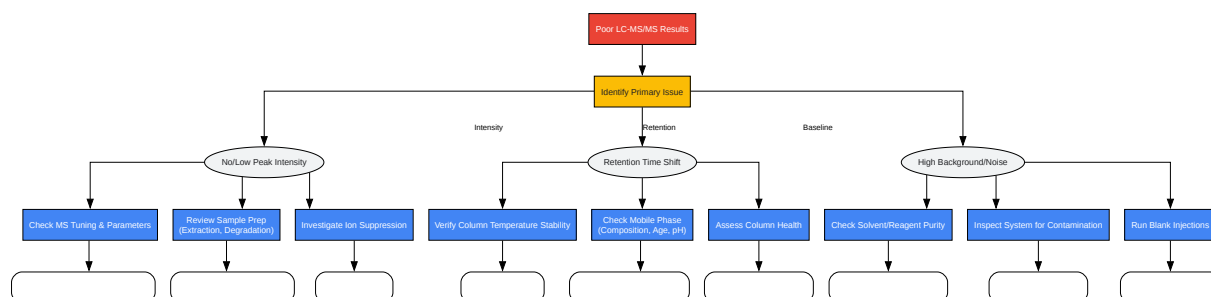 Poor LC-MS/MS Results
Identify Primary Issue
Intensity
Retention
Baseline
No/Low Peak Intensity
Retention Time Shift
High Background/Noise
Check MS Tuning & Parameters
Review Sample Prep
(Extraction, Degradation)
Investigate Ion Suppression
Verify Column Temperature Stability
Check Mobile Phase
(Composition, Age, pH)
Assess Column Health
Check Solvent/Reagent Purity
Inspect System for Contamination
Run Blank Injections